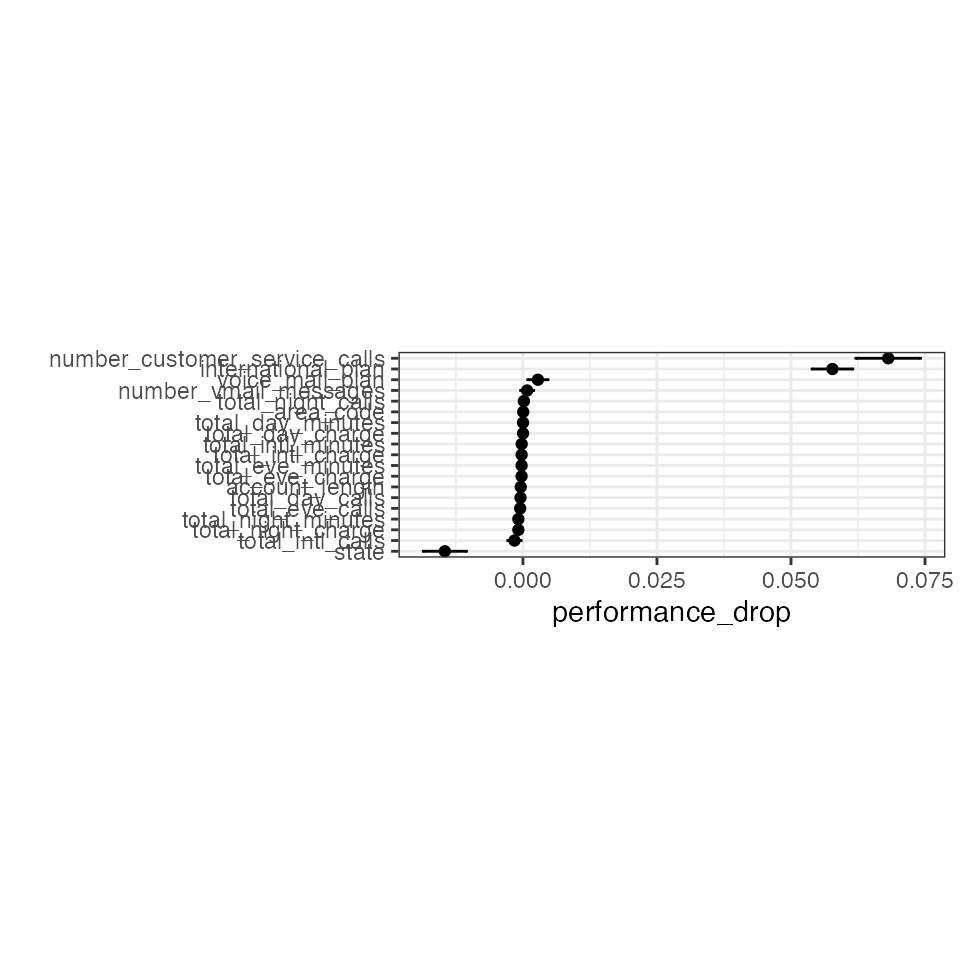 number_customer_service_calls
international_plan
voice_mail_plan
number_vmail_messages
total_night_calls
area_code
total_day_minutes
total_day_charge
total_intl_minutes
total_intl_charge
total_eve_minutes
total_eve_charge
account_length
total_day_calls
total_eve_calls
total_night_minutes
total_night_charge
total_intl_calls
state
0.000 0.025 0.050 0.075
performance_drop